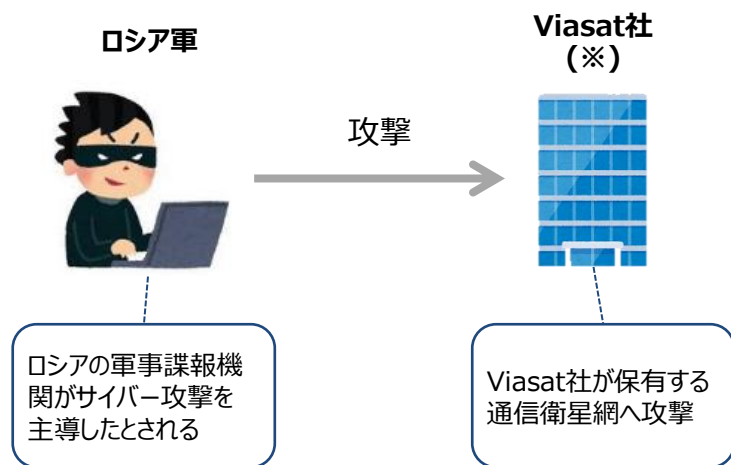 ロシア軍
Viasat社
(※)
攻撃
ロシアの軍事諜報機
関がサイバー攻撃を
主導したとされる
Viasat社が保有する
通信衛星網へ攻撃